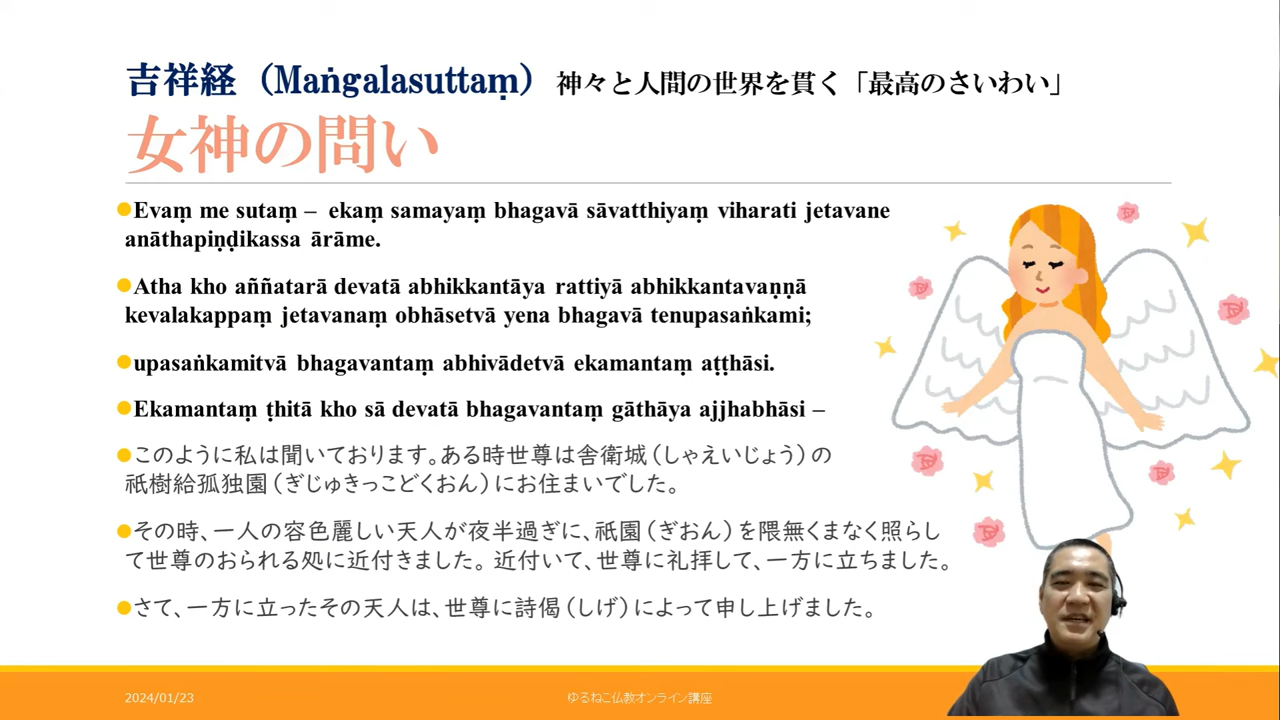 吉祥経（Maṅgalasuttaṃ）神々と人間の世界を貫く「最高のさいわい」
女神の問い
●Evaṃ me sutaṃ – ekaṃ samayaṃ bhagavā sāvatthiyaṃ viharati jetavane
anāthapiṇḍikassa ārāme.
●Atha kho aññatarā devatā abhikkantāya rattiyā abhikkantavaṇṇā
kevalakappaṃ jetavanaṃ obhāsetvā yena bhagavā tenupasaṅkami;
●upasaṅkamitvā bhagavantaṃ abhivādetvā ekamantaṃ aṭṭhāsi.
●Ekamantaṃ ṭhitā kho sā devatā bhagavantaṃ gāthāya ajjhabhāsi –
●このように私は聞いております。ある時世尊は舎衛城（しゃえいじょう）の
祇樹給孤独園（ぎじゅきっこどくおん）にお住まいでした。
●その時、一人の容色麗しい天人が夜半過ぎに、祇園（ぎおん）を隈無くまなく照らし
て世尊のおられる処に近付きました。近付いて、世尊に礼拝して、一方に立ちました。
●さて、一方に立ったその天人は、世尊に詩偈（しげ）によって申し上げました。
2024/01/23
ゆるねこ仏教オンライン講座